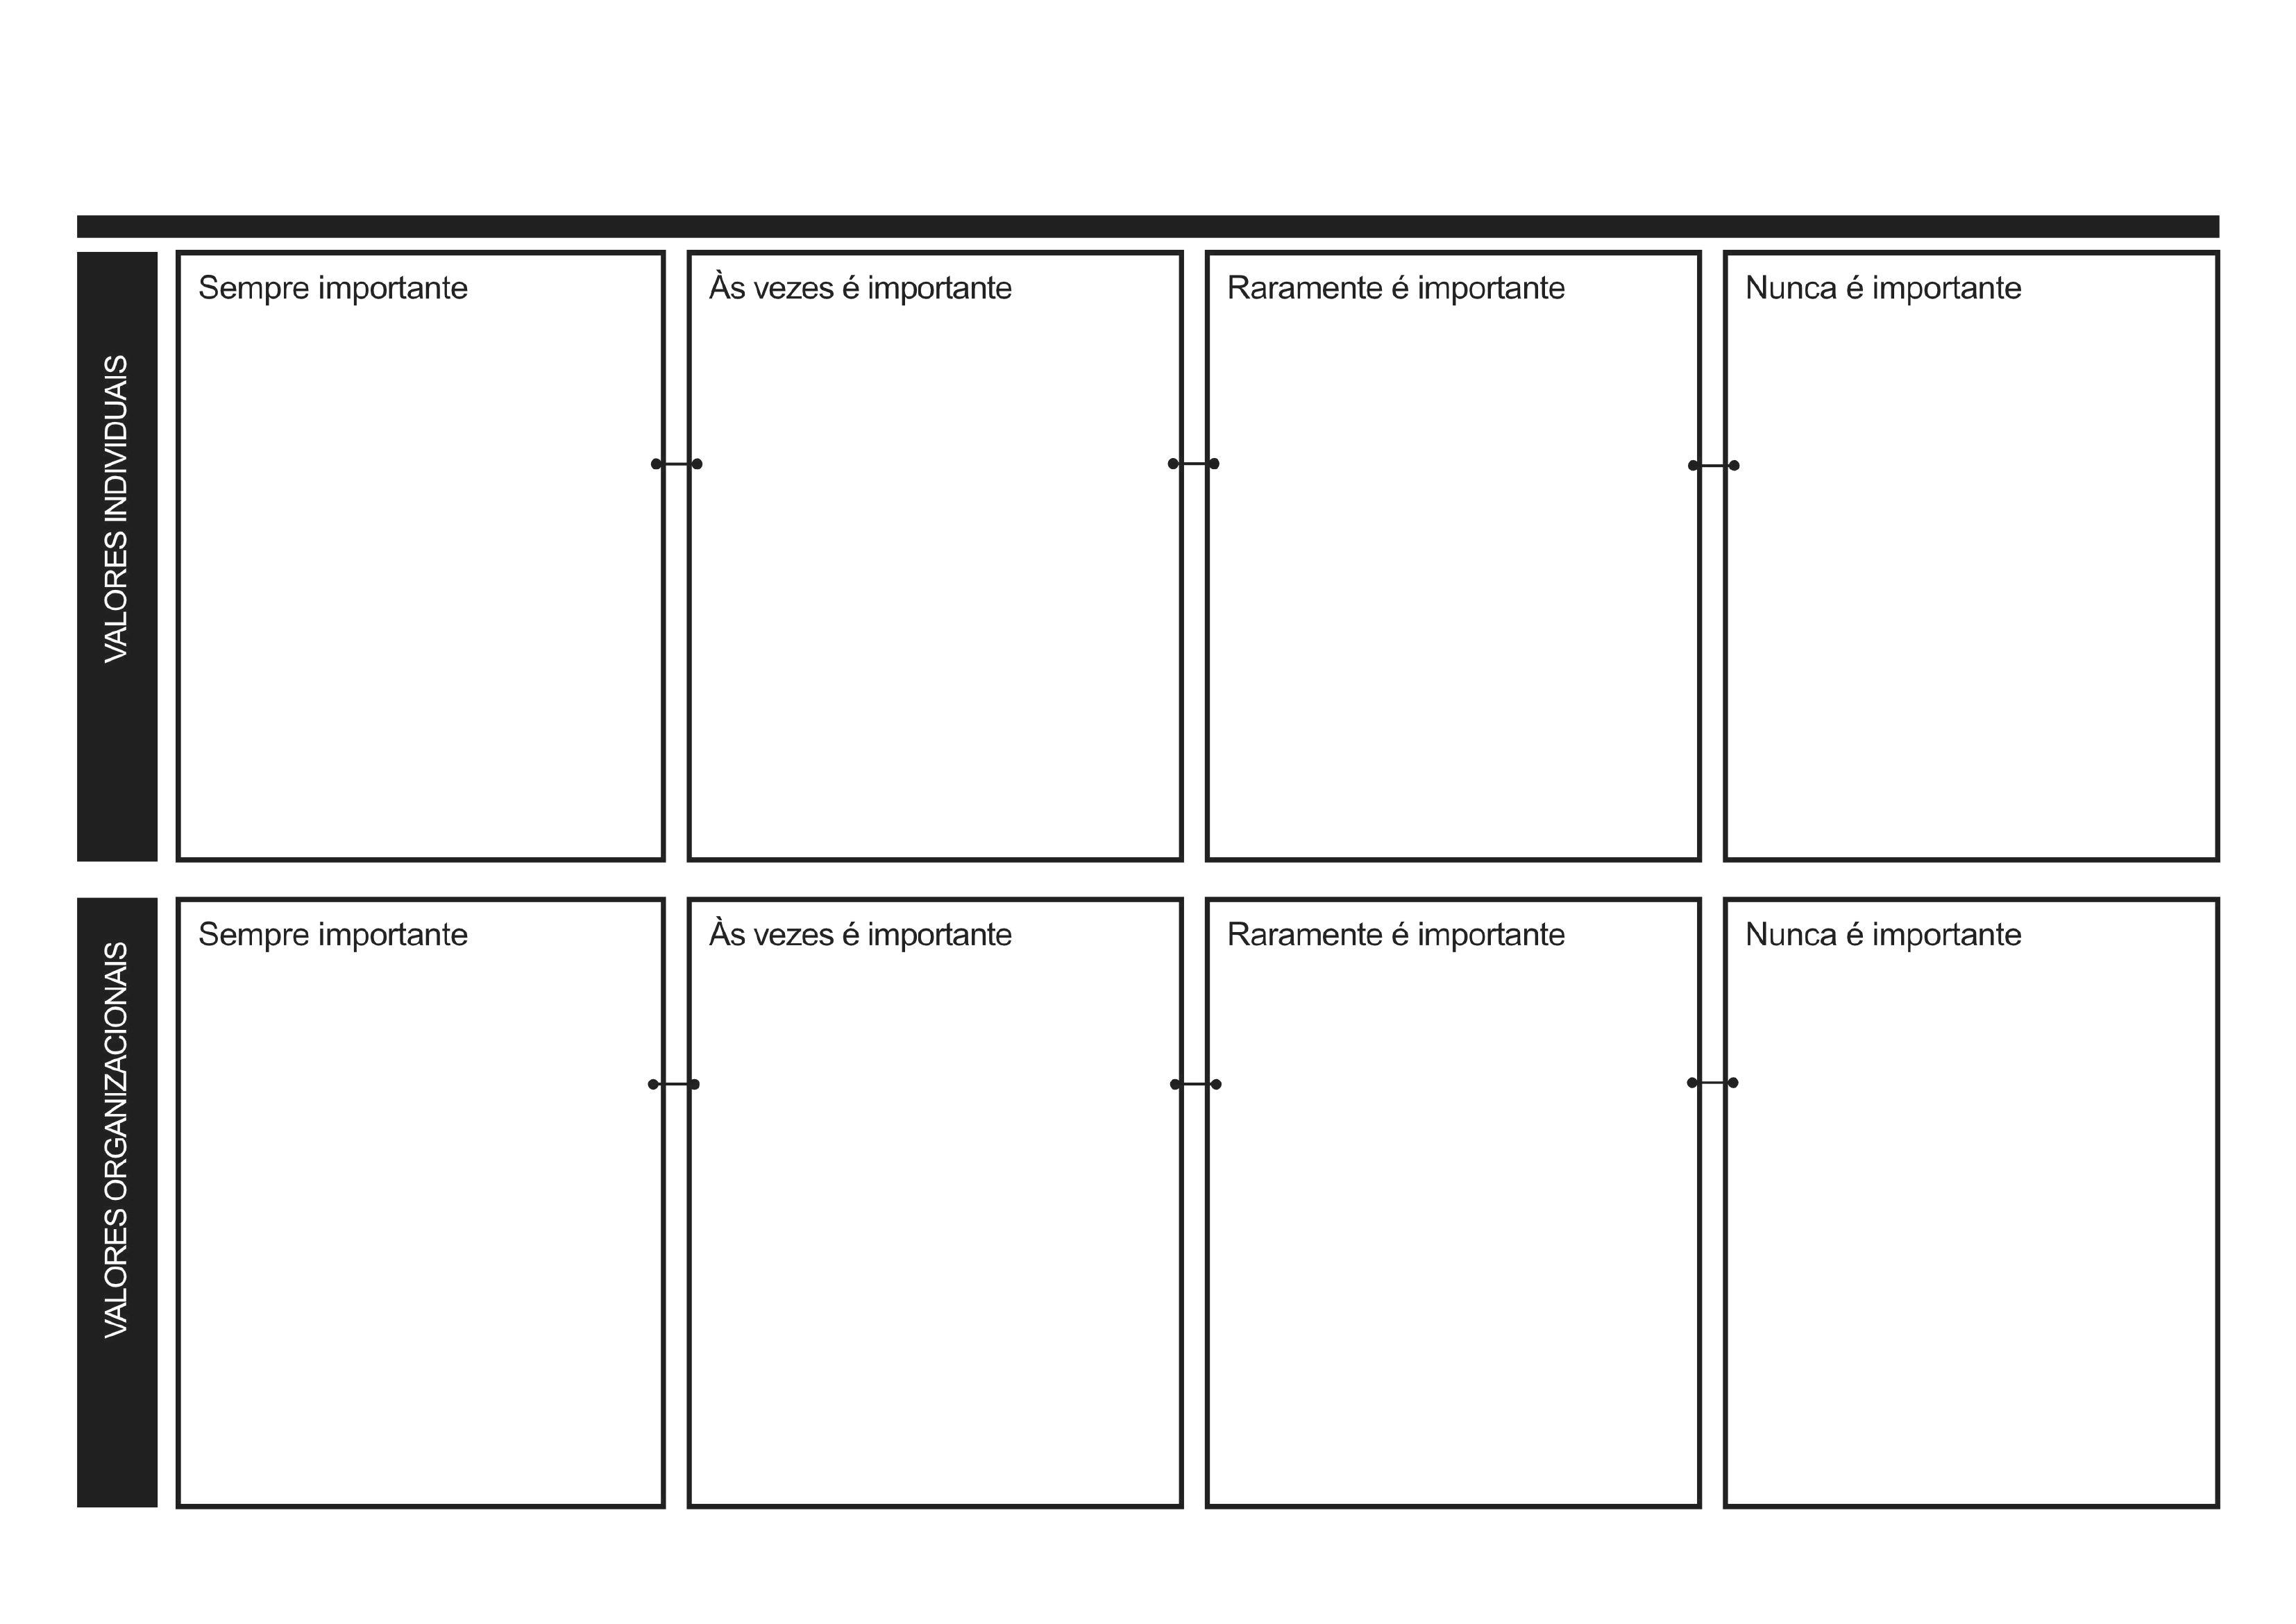 VALORES INDIVIDUAIS
Sempre importante
Às vezes é importante
Raramente é importante
Nunca é importante
VALORES ORGANIZACIONAIS
Sempre importante
Às vezes é importante
Raramente é importante
Nunca é importante